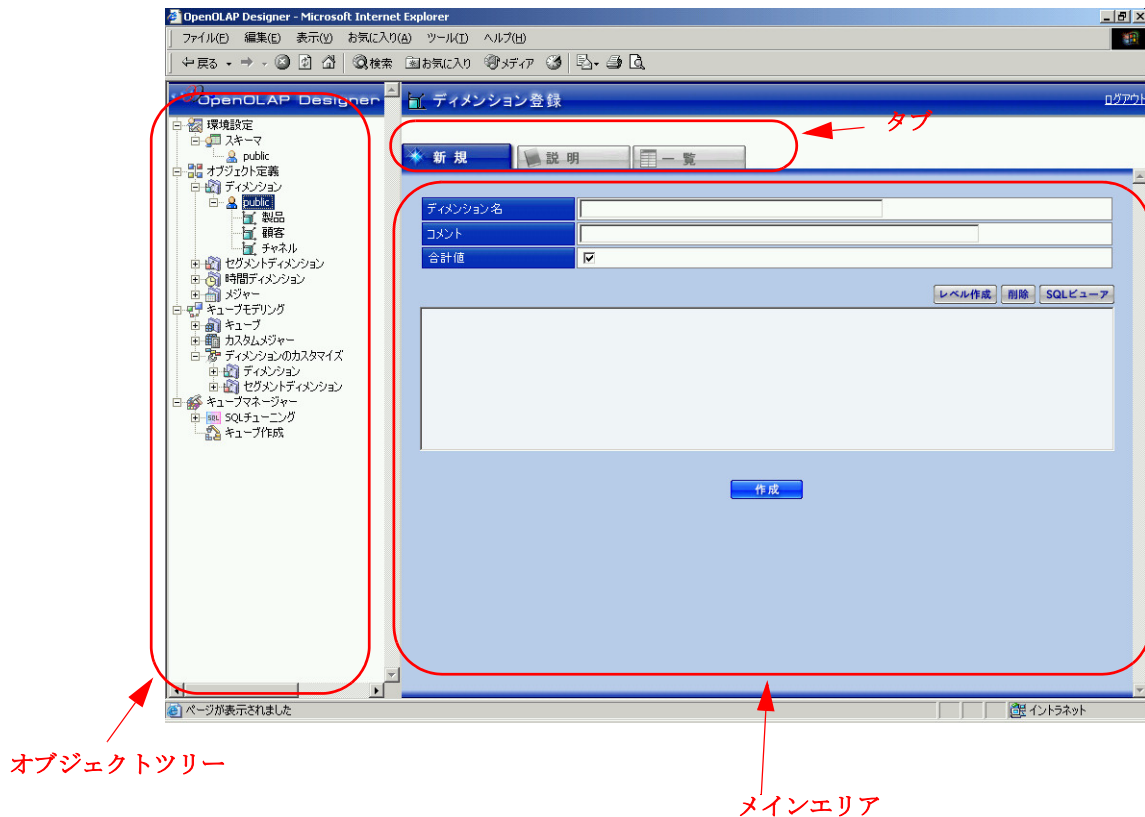 OpenOLAP Designer - Microsoft Internet Explorer
ファイル(F) 編集(E) 表示(V) お気に入り(A) ツール(T) ヘルプ(H)
戻る 検索 お気に入り メディア
OpenOLAP Designer
ディメンション登録
ログアウト
タブ
環境設定
スキーマ
public
オブジェクト定義
ディメンション
public
製品
顧客
チャネル
セグメントディメンション
時間ディメンション
メジャー
キューブモデリング
キューブ
カスタムメジャー
ディメンションのカスタマイズ
ディメンション
セグメントディメンション
キューブマネージャー
SQL SQLチューニング
キューブ作成
新規 説明 一覧
ディメンション名
コメント
合計値
レベル作成 削除 SQLビューア
作成
ページが表示されました
イントラネット
オブジェクトツリー
メインエリア